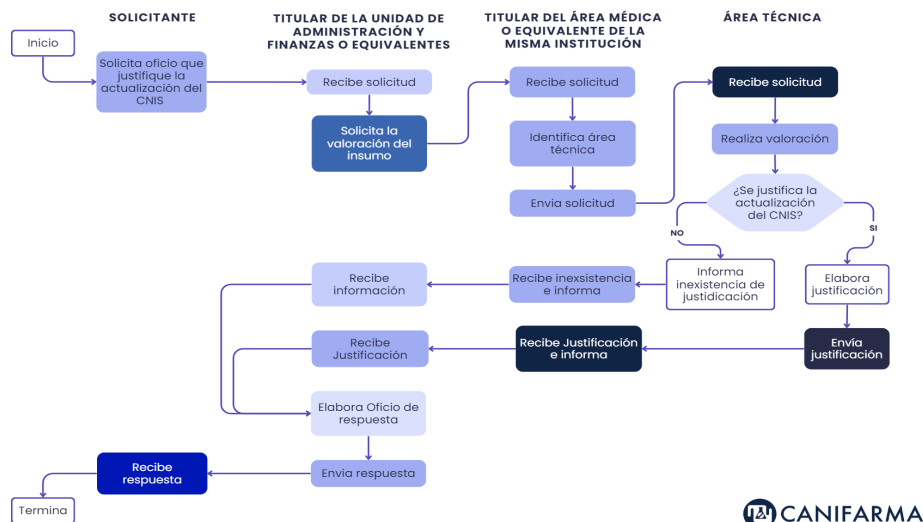 SOLICITANTE
TITULAR DE LA UNIDAD DE
ADMINISTRACIÓN Y
FINANZAS O EQUIVALENTES
TITULAR DEL ÁREA MÉDICA
O EQUIVALENTE DE LA
MISMA INSTITUCIÓN
ÁREA TÉCNICA
Inicio
Solicita oficio que
justifique la
actualización del
CNIS
Recibe solicitud
Recibe solicitud
Recibe solicitud
Solicita la
valoración del
insumo
Identifica área
técnica
Realiza valoración
Envia solicitud
¿Se justifica la
actualización
del CNIS?
NO
SI
Recibe
información
Recibe inexsistencia
e informa
Informa
inexistencia de
justidicación
Elabora
justificación
Recibe
Justificación
Recibe Justificación
e informa
Envía
justificación
Elabora Oficio de
respuesta
Recibe
respuesta
Envia respuesta
Termina
CANIFARMA